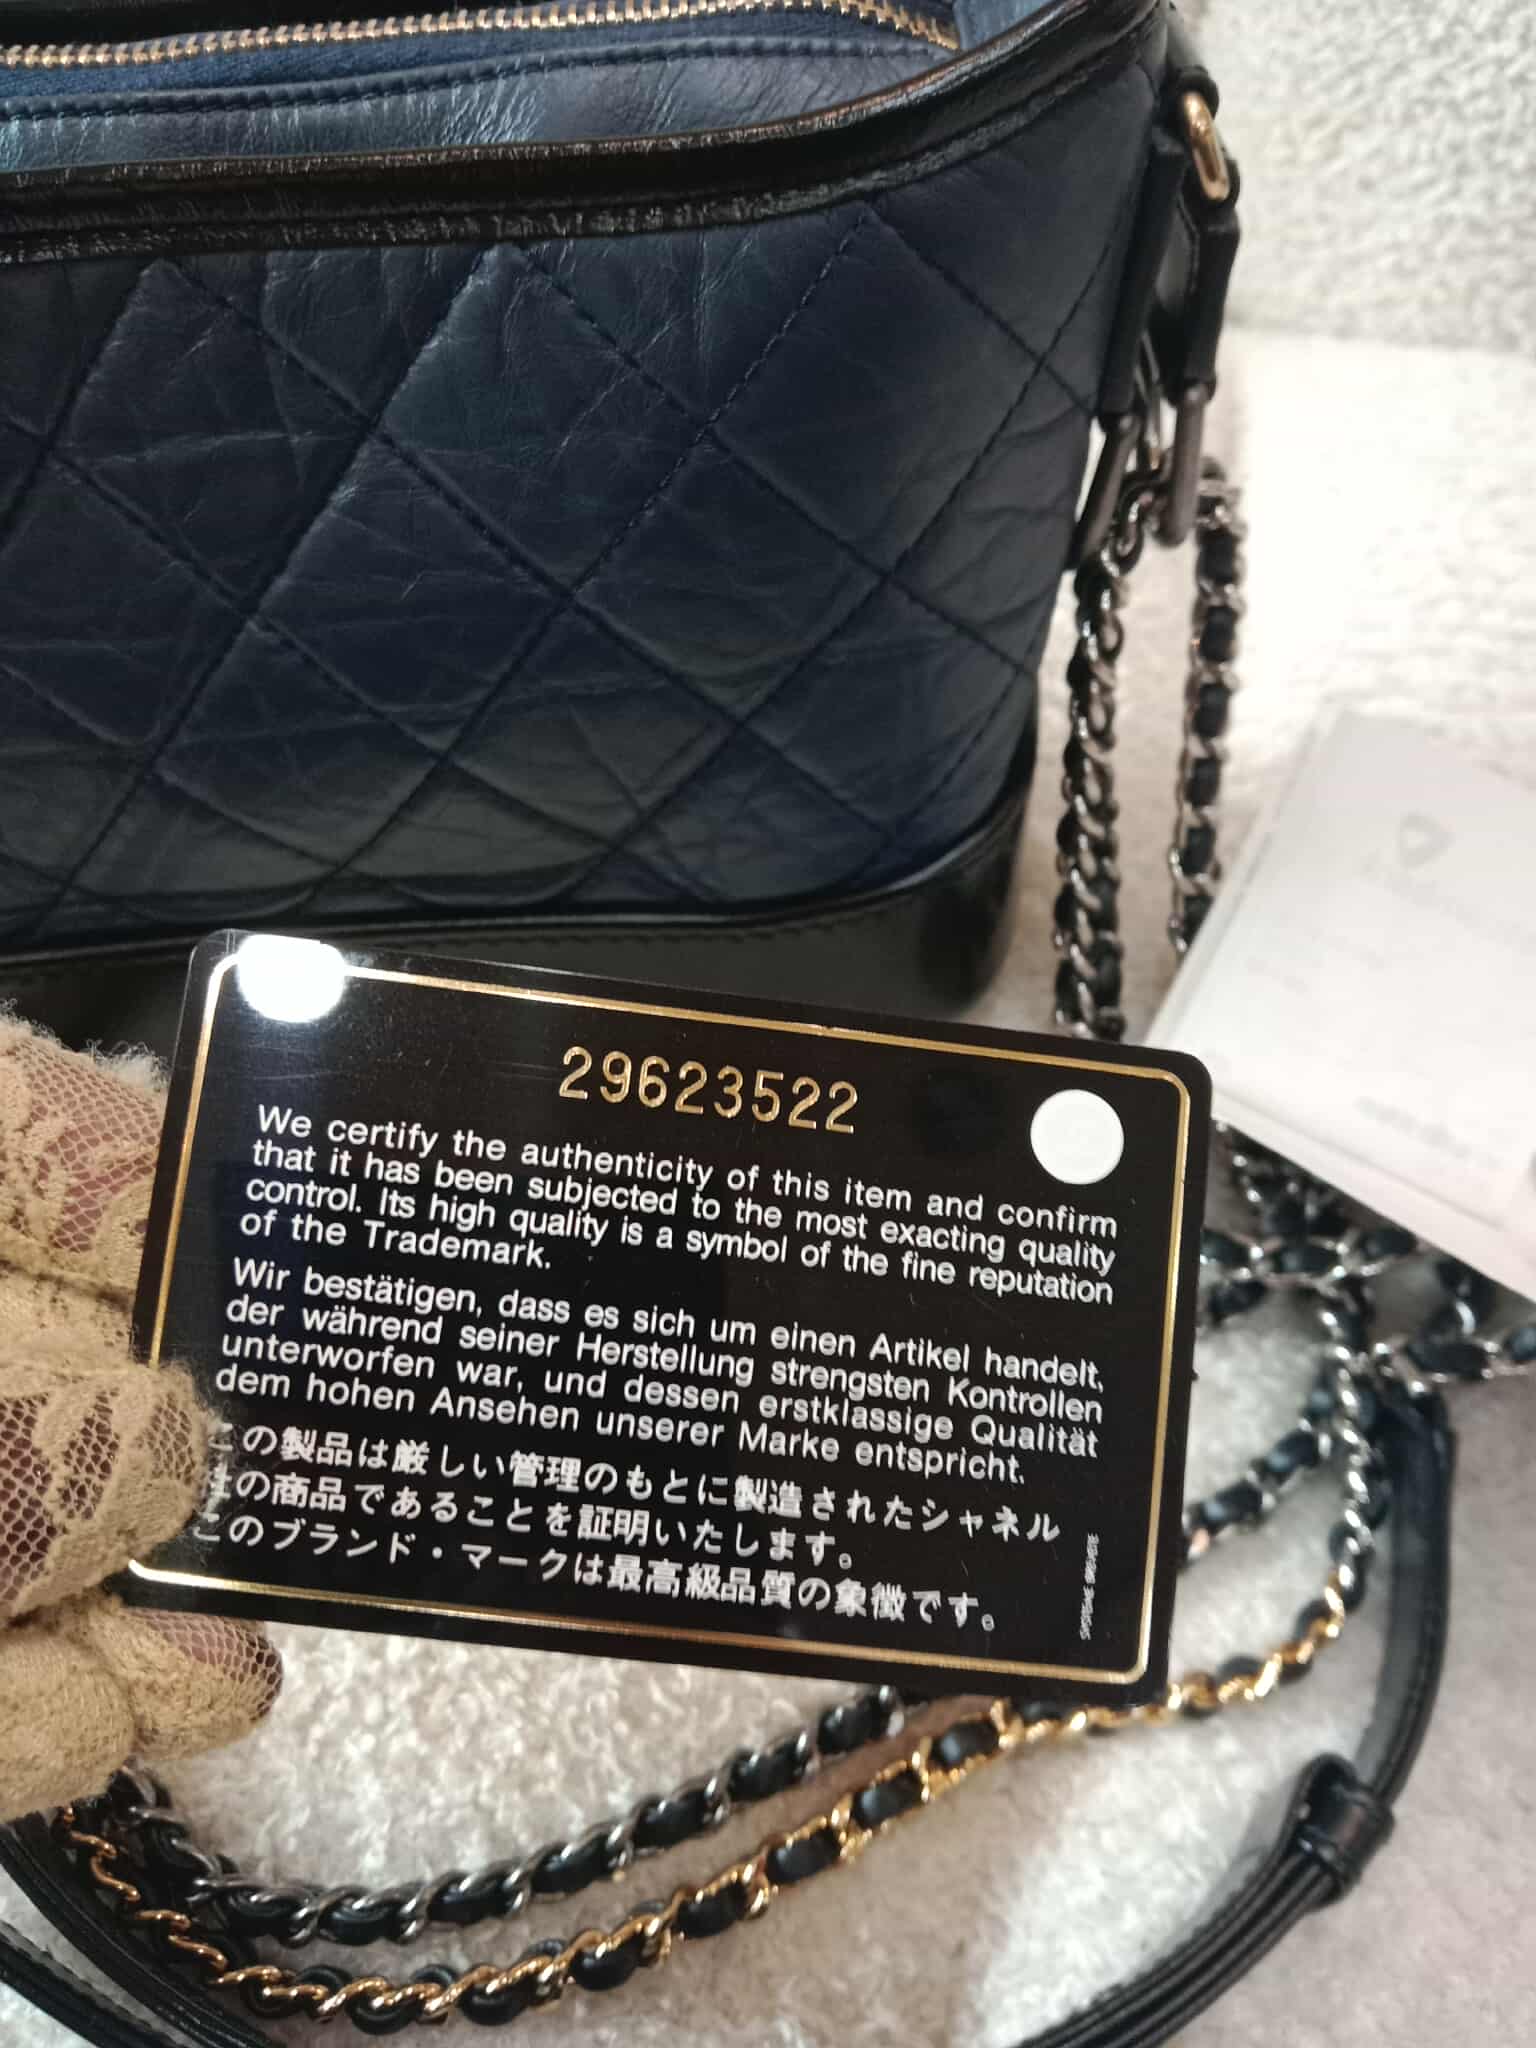 29623522
We certify the authenticity of this item and confirm
that it has been subjected to the most exacting quality
control. Its high quality is a symbol of the fine reputation
of the Trademark.
Wir bestätigen, dass es sich um einen Artikel handelt,
der während seiner Herstellung strengsten Kontrollen
unterworfen war, und dessen erstklassige Qualität
dem hohen Ansehen unserer Marke entspricht.
この製品は厳しい管理のもとに製造されたシャネル
社の商品であることを証明いたします。
このブランド・マークは最高級品質の象徴です。